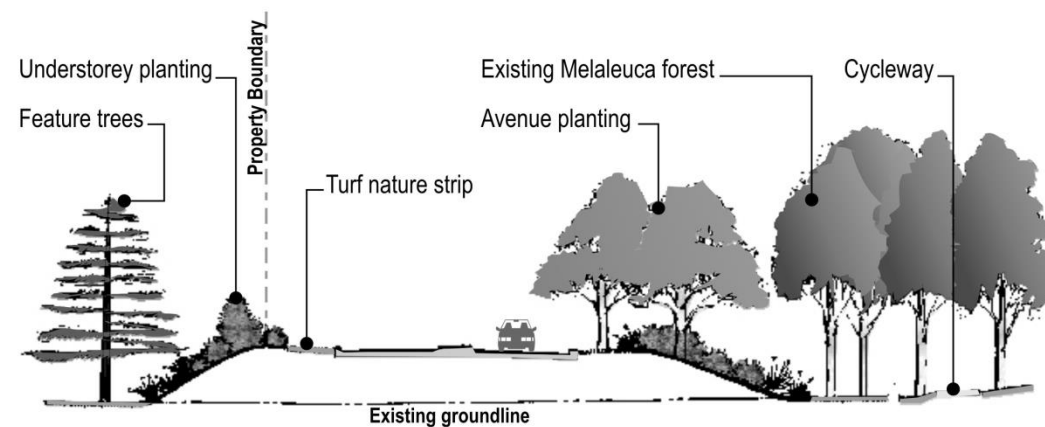 Understorey planting
Feature trees
Property Boundary
Turf nature strip
Existing Melaleuca forest
Avenue planting
Cycleway
Existing groundline